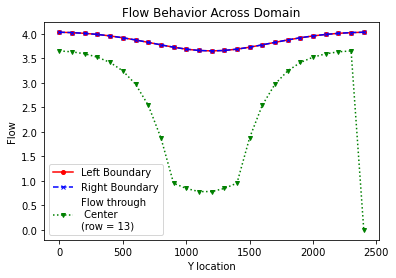 Flow Behavior Across Domain
Flow
4.0
3.5
3.0
2.5
2.0
1.5
1.0
0.5
0.0
Left Boundary
Right Boundary
Flow through
Center
(row = 13)
0
500
1000
1500
2000
2500
Y location